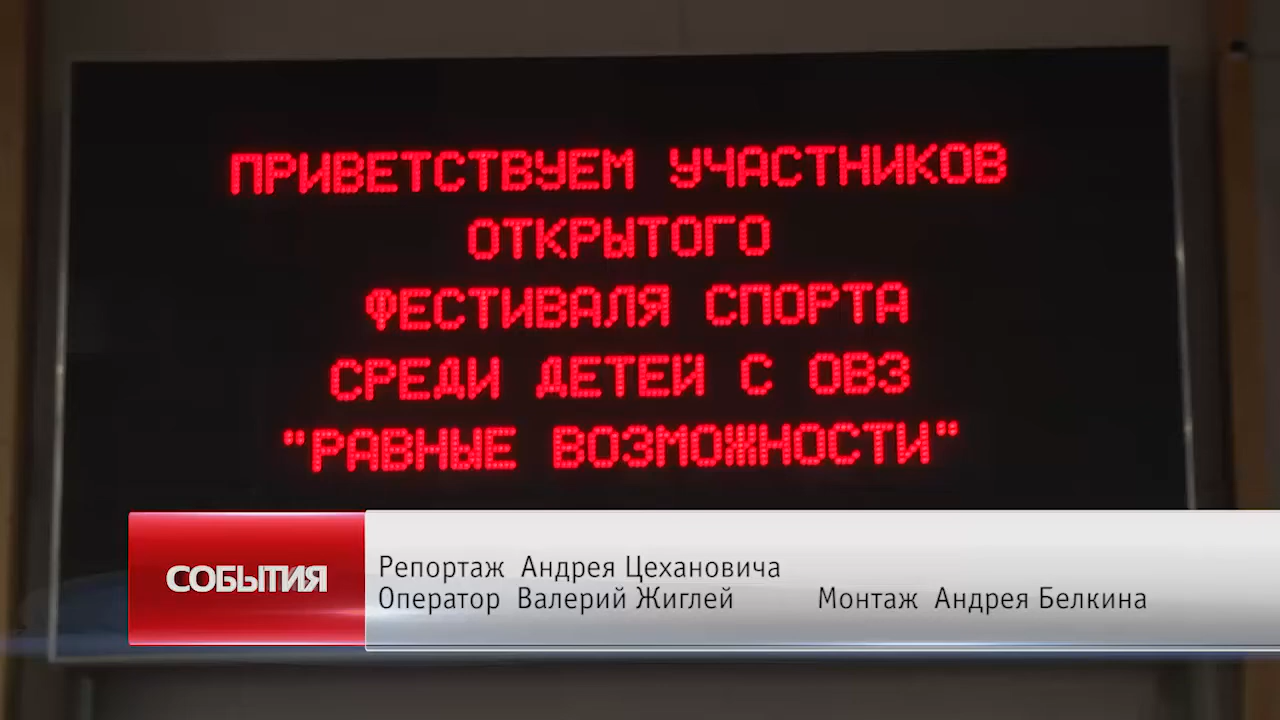 ПРИВЕТСТВУЕМ УЧАСТНИКОВ
ОТКРЫТОГО
ФЕСТИВАЛЯ СПОРТА
СРЕДИ ДЕТЕЙ С ОВЗ
"РАВНЫЕ ВОЗМОЖНОСТИ"
СОБЫТИЯ
Репортаж Андрея Цехановича
Оператор Валерий Жиглей Монтаж Андрея Белкина